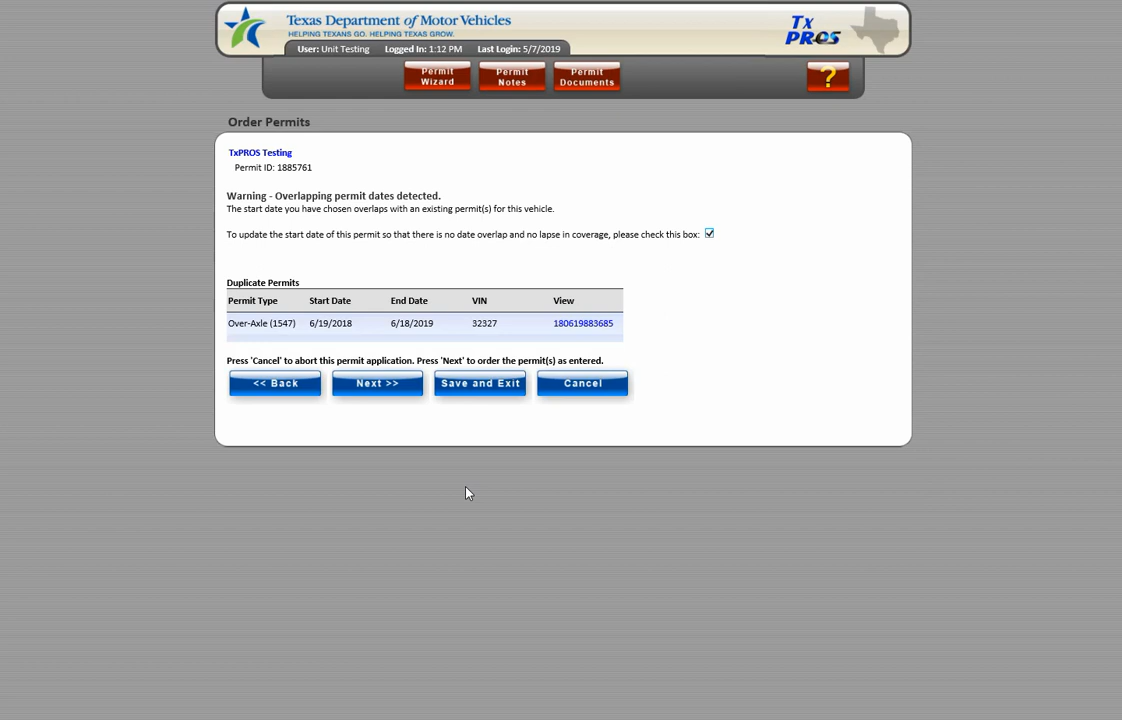 Texas Department of Motor Vehicles
HELPING TEXANS GO. HELPING TEXAS GROW.
Tx PROS
User: Unit Testing Logged In: 1:12 PM Last Login: 5/7/2019
Permit Wizard
Permit Notes
Permit Documents
?
Order Permits
TxPROS Testing
Permit ID: 1885761
Warning - Overlapping permit dates detected.
The start date you have chosen overlaps with an existing permit(s) for this vehicle.
To update the start date of this permit so that there is no date overlap and no lapse in coverage, please check this box:
Duplicate Permits
Permit Type Start Date End Date VIN View
Over-Axle (1547) 6/19/2018 6/18/2019 32327 180619883685
Press 'Cancel' to abort this permit application. Press 'Next' to order the permit(s) as entered.
<< Back Next >> Save and Exit Cancel